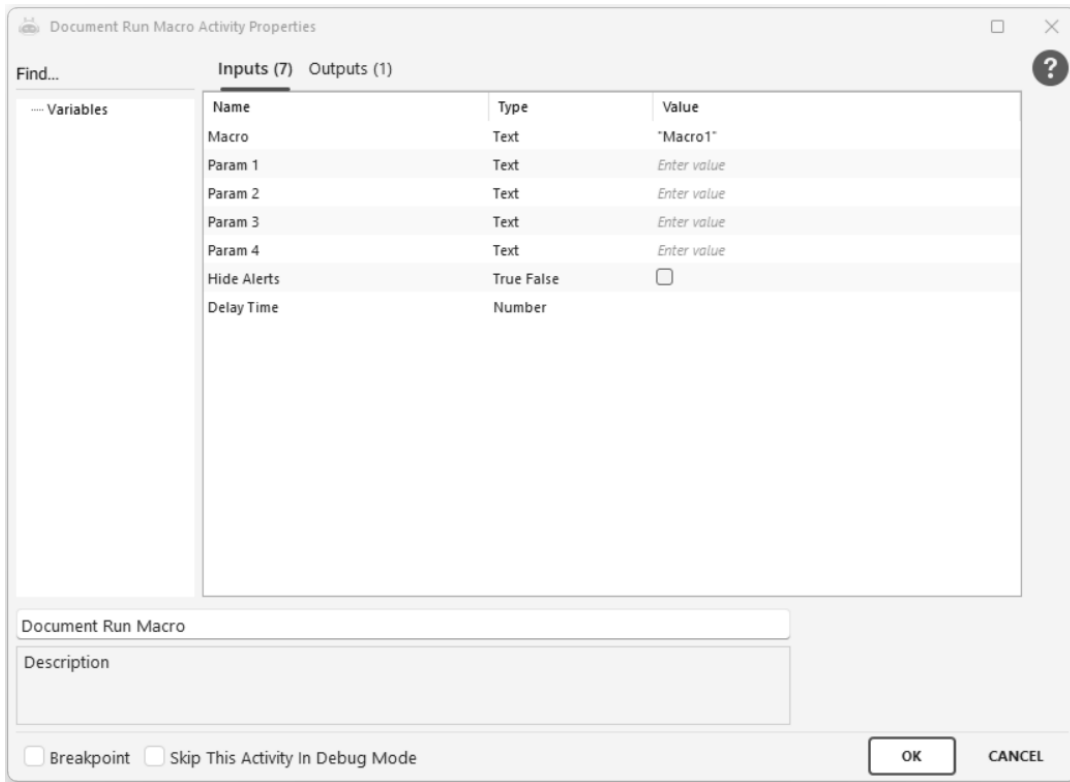 Document Run Macro Activity Properties
Find...
Inputs (7) Outputs (1)
?
Variables
Name Type Value
Macro Text "Macro1"
Param 1 Text Enter value
Param 2 Text Enter value
Param 3 Text Enter value
Param 4 Text Enter value
Hide Alerts True False
Delay Time Number
Document Run Macro
Description
Breakpoint Skip This Activity In Debug Mode OK CANCEL